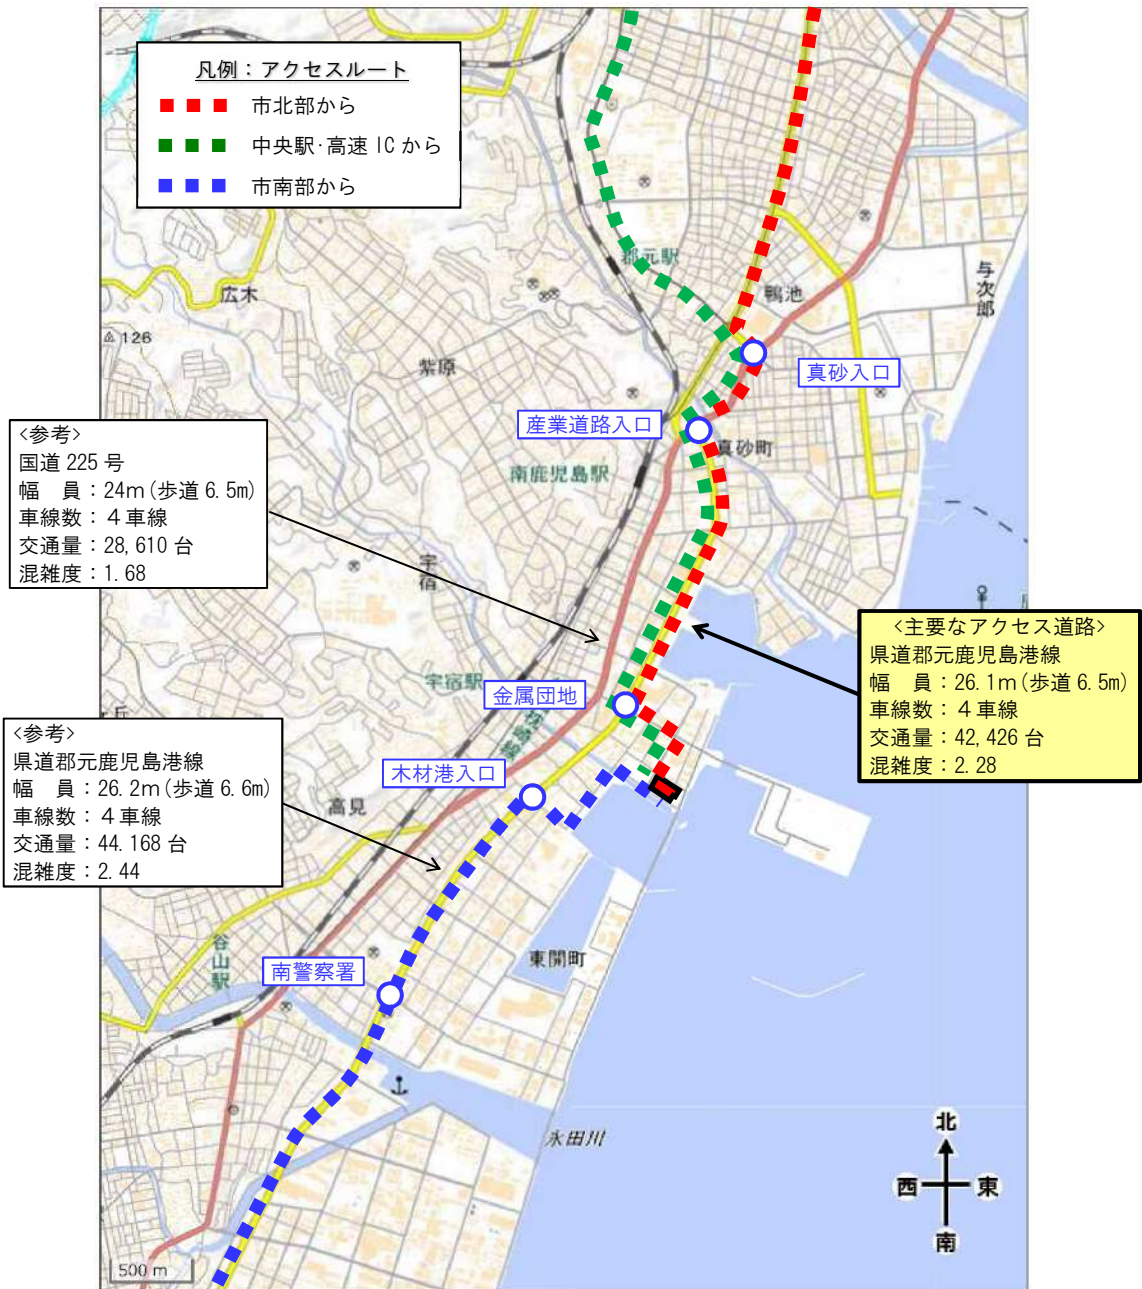 凡例：アクセスルート
市北部から
中央駅･高速 IC から
市南部から
与次郎
郡元駅
鴨池
広木
126
紫原
真砂入口
産業道路入口
真砂町
南鹿児島駅
<参考>
国道 225 号
幅　員：24m(歩道 6.5m)
車線数：４車線
交通量：28,610 台
混雑度：1.68
宇宿
<主要なアクセス道路>
県道郡元鹿児島港線
幅　員：26.1m(歩道 6.5m)
車線数：４車線
交通量：42,426 台
混雑度：2.28
宇宿駅
金属団地
枕崎線
丘
<参考>
県道郡元鹿児島港線
幅　員：26.2m(歩道 6.6m)
車線数：４車線
交通量：44.168 台
混雑度：2.44
木材港入口
高見
谷山駅
南警察署
東開町
永田川
北
西
東
南
500 m